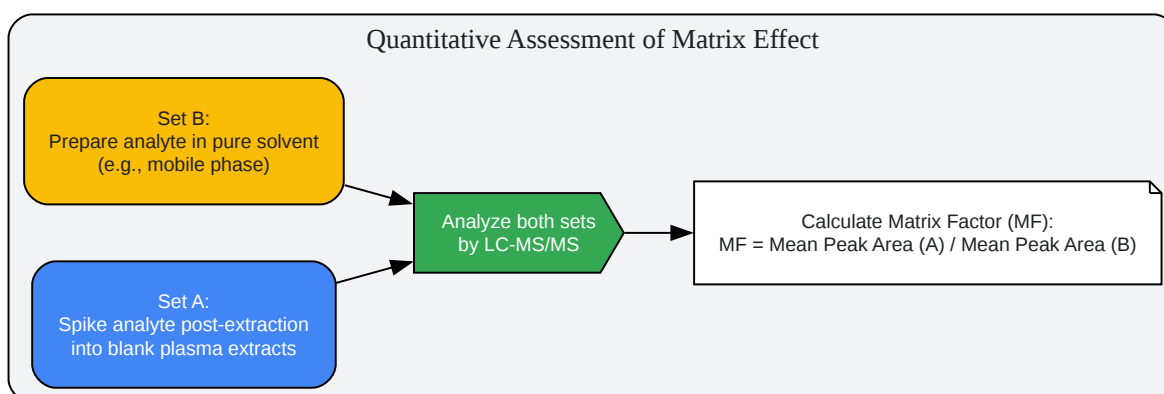 Quantitative Assessment of Matrix Effect
Set B:
Prepare analyte in pure solvent
(e.g., mobile phase)
Analyze both sets
by LC-MS/MS
Calculate Matrix Factor (MF):
MF = Mean Peak Area (A) / Mean Peak Area (B)
Set A:
Spike analyte post-extraction
into blank plasma extracts